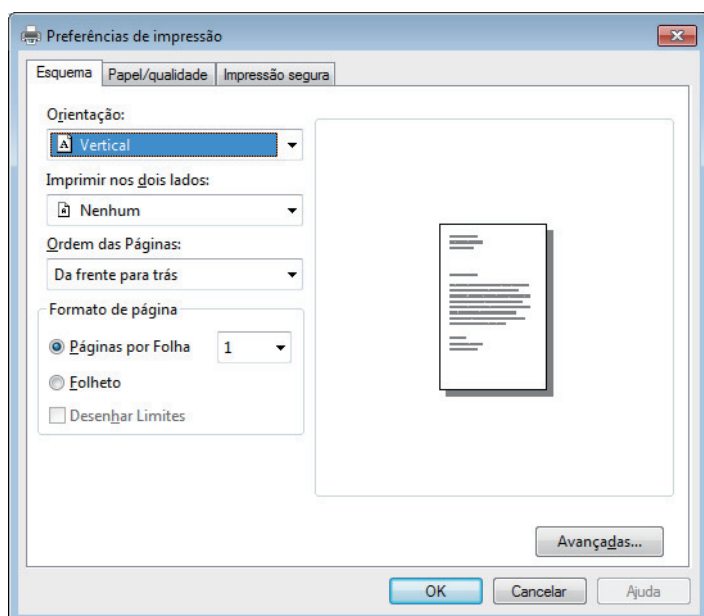 Preferências de impressão
Esquema Papel/qualidade Impressão segura
Orientação:
Vertical
Imprimir nos dois lados:
Nenhum
Ordem das Páginas:
Da frente para trás
Formato de página
Páginas por Folha 1
Folheto
Desenhar Limites
Avançadas...
OK Cancelar Ajuda